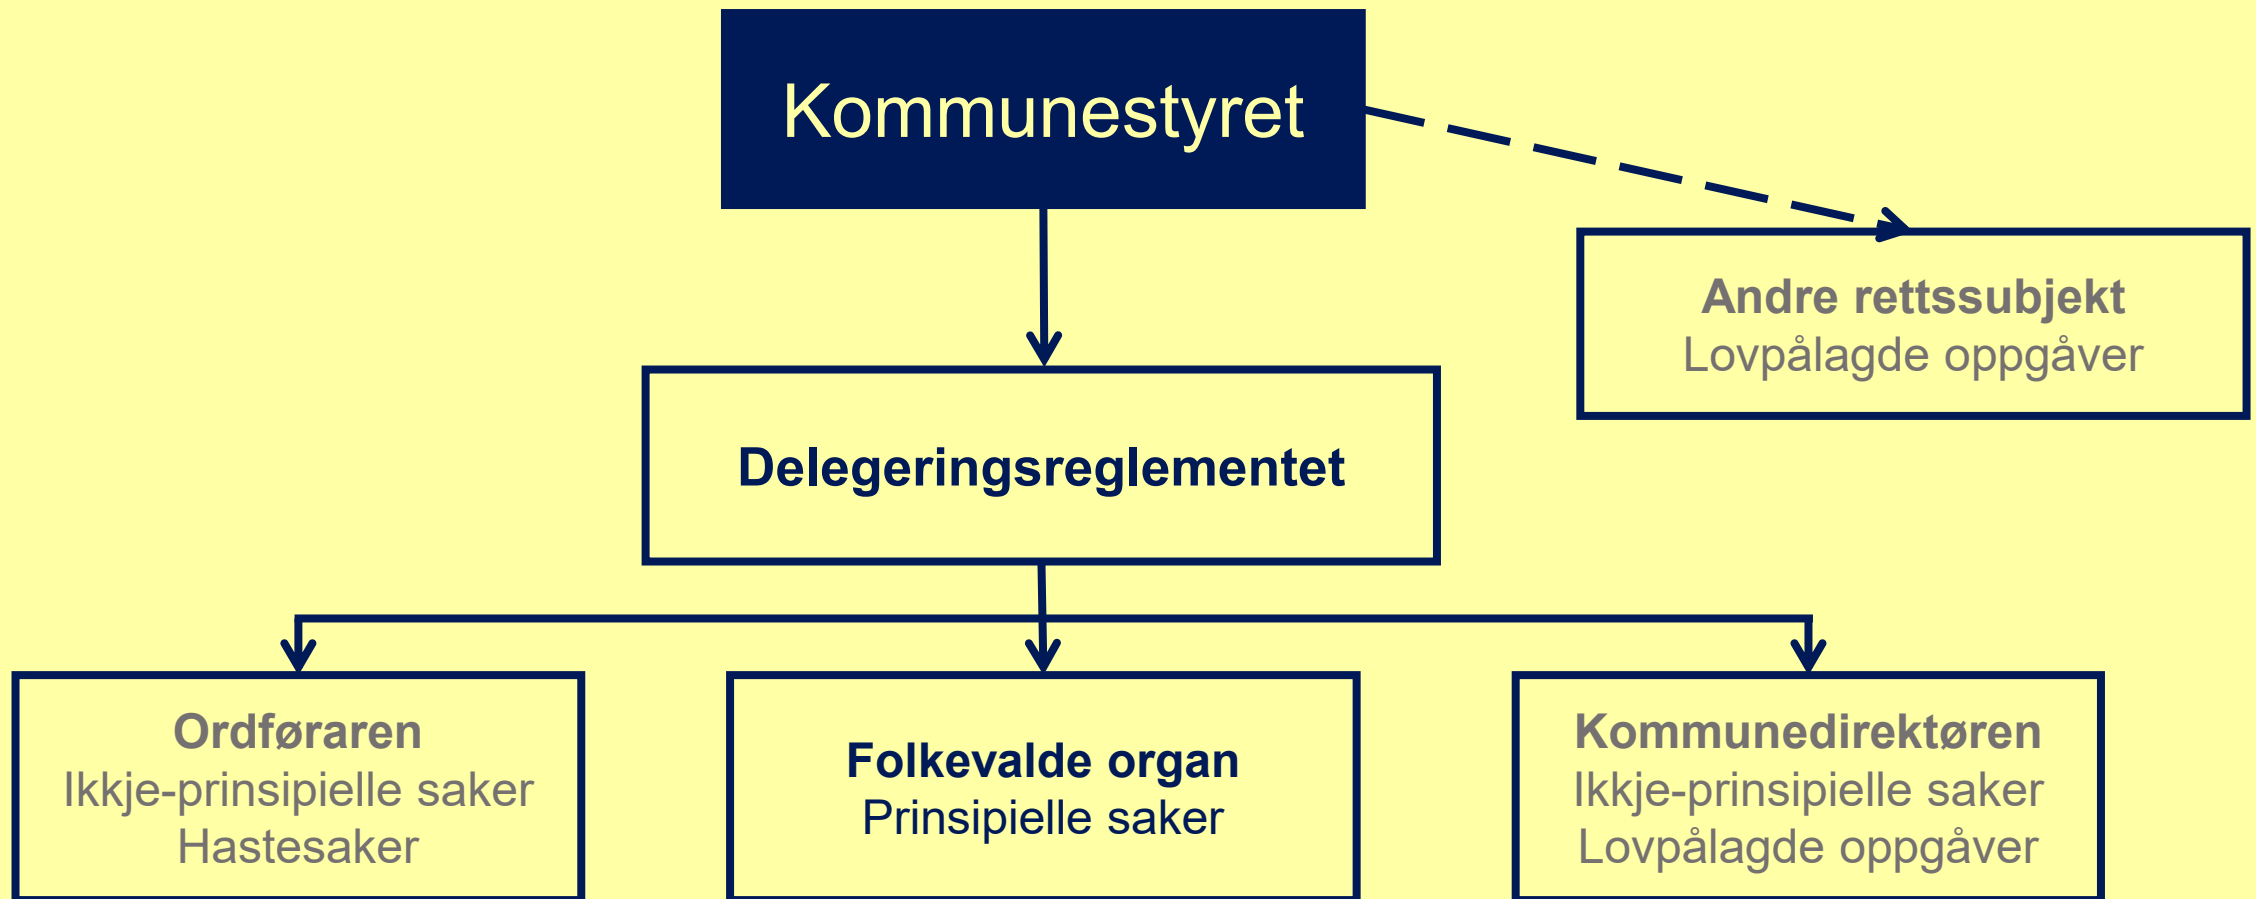 Kommunestyret
Andre rettssubjekt
Lovpålagde oppgåver
Delegeringsreglementet
Ordføraren
Ikkje-prinsipielle saker
Hastesaker
Folkevalde organ
Prinsipielle saker
Kommunedirektøren
Ikkje-prinsipielle saker
Lovpålagde oppgåver